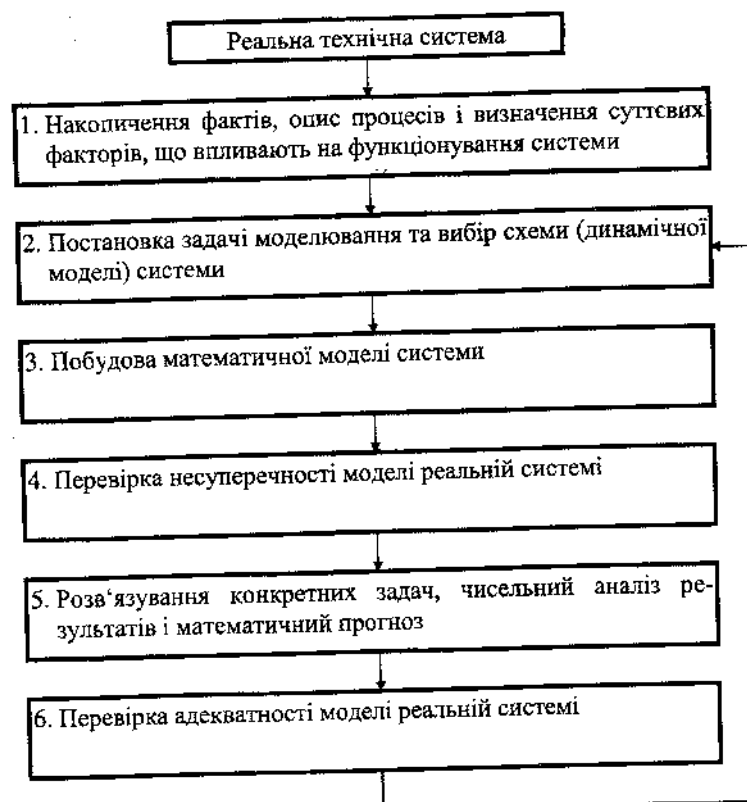 Реальна технічна система
1. Накопичення фактів, опис процесів і визначення суттєвих
факторів, що впливають на функціонування системи
2. Постановка задачі моделювання та вибір схеми (динамічної
моделі) системи
3. Побудова математичної моделі системи
4. Перевірка несуперечності моделі реальній системі
5. Розв‘язування конкретних задач, чисельний аналіз ре-
зультатів і математичний прогноз
6. Перевірка адекватності моделі реальній системі